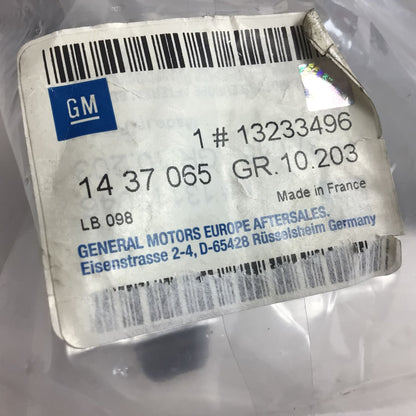 GM
1 # 13233496
14 37 065 GR.10.203
LB 098
Made in France
GENERAL MOTORS EUROPE AFTERSALES.
Eisenstrasse 2-4, D-65428 Rüsselsheim Germany